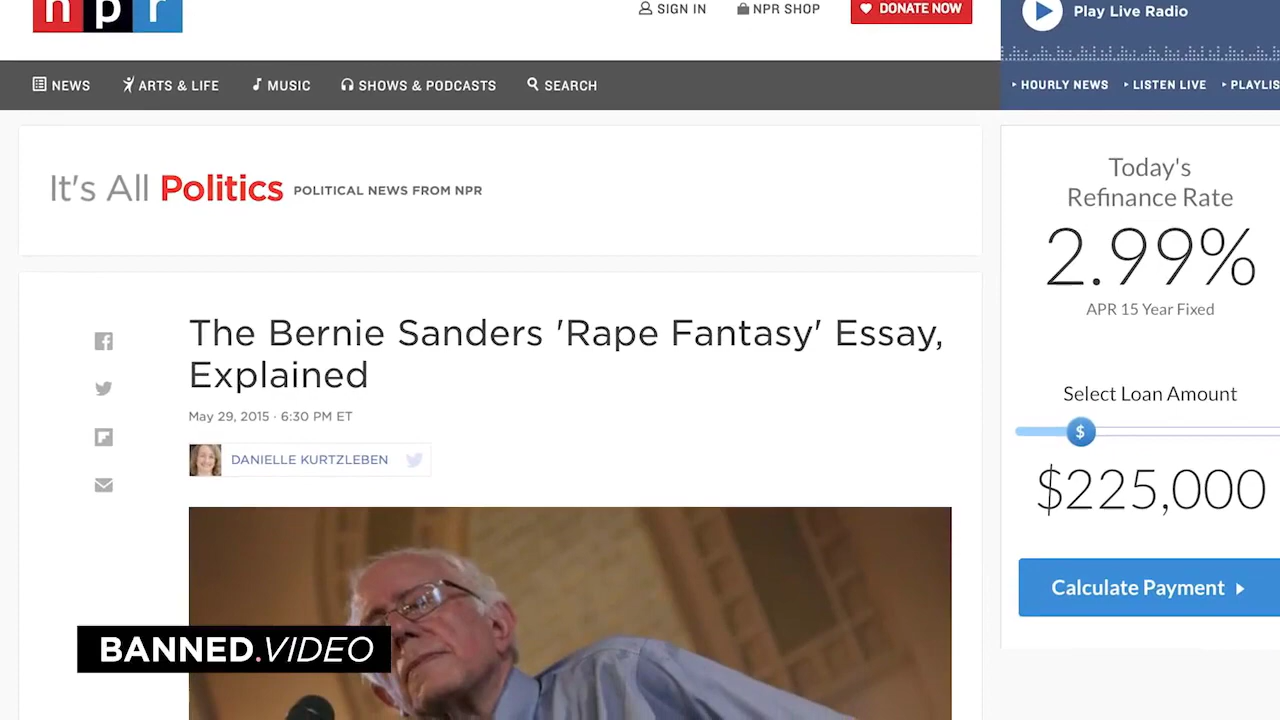 npr
SIGN IN
NPR SHOP
DONATE NOW
Play Live Radio
NEWS
ARTS & LIFE
MUSIC
SHOWS & PODCASTS
SEARCH
HOURLY NEWS
LISTEN LIVE
PLAYLIS
It's All Politics POLITICAL NEWS FROM NPR
The Bernie Sanders 'Rape Fantasy' Essay,
Explained
May 29, 2015 · 6:30 PM ET
DANIELLE KURTZLEBEN
BANNED.VIDEO
Today's
Refinance Rate
2.99%
APR 15 Year Fixed
Select Loan Amount
$
$225,000
Calculate Payment